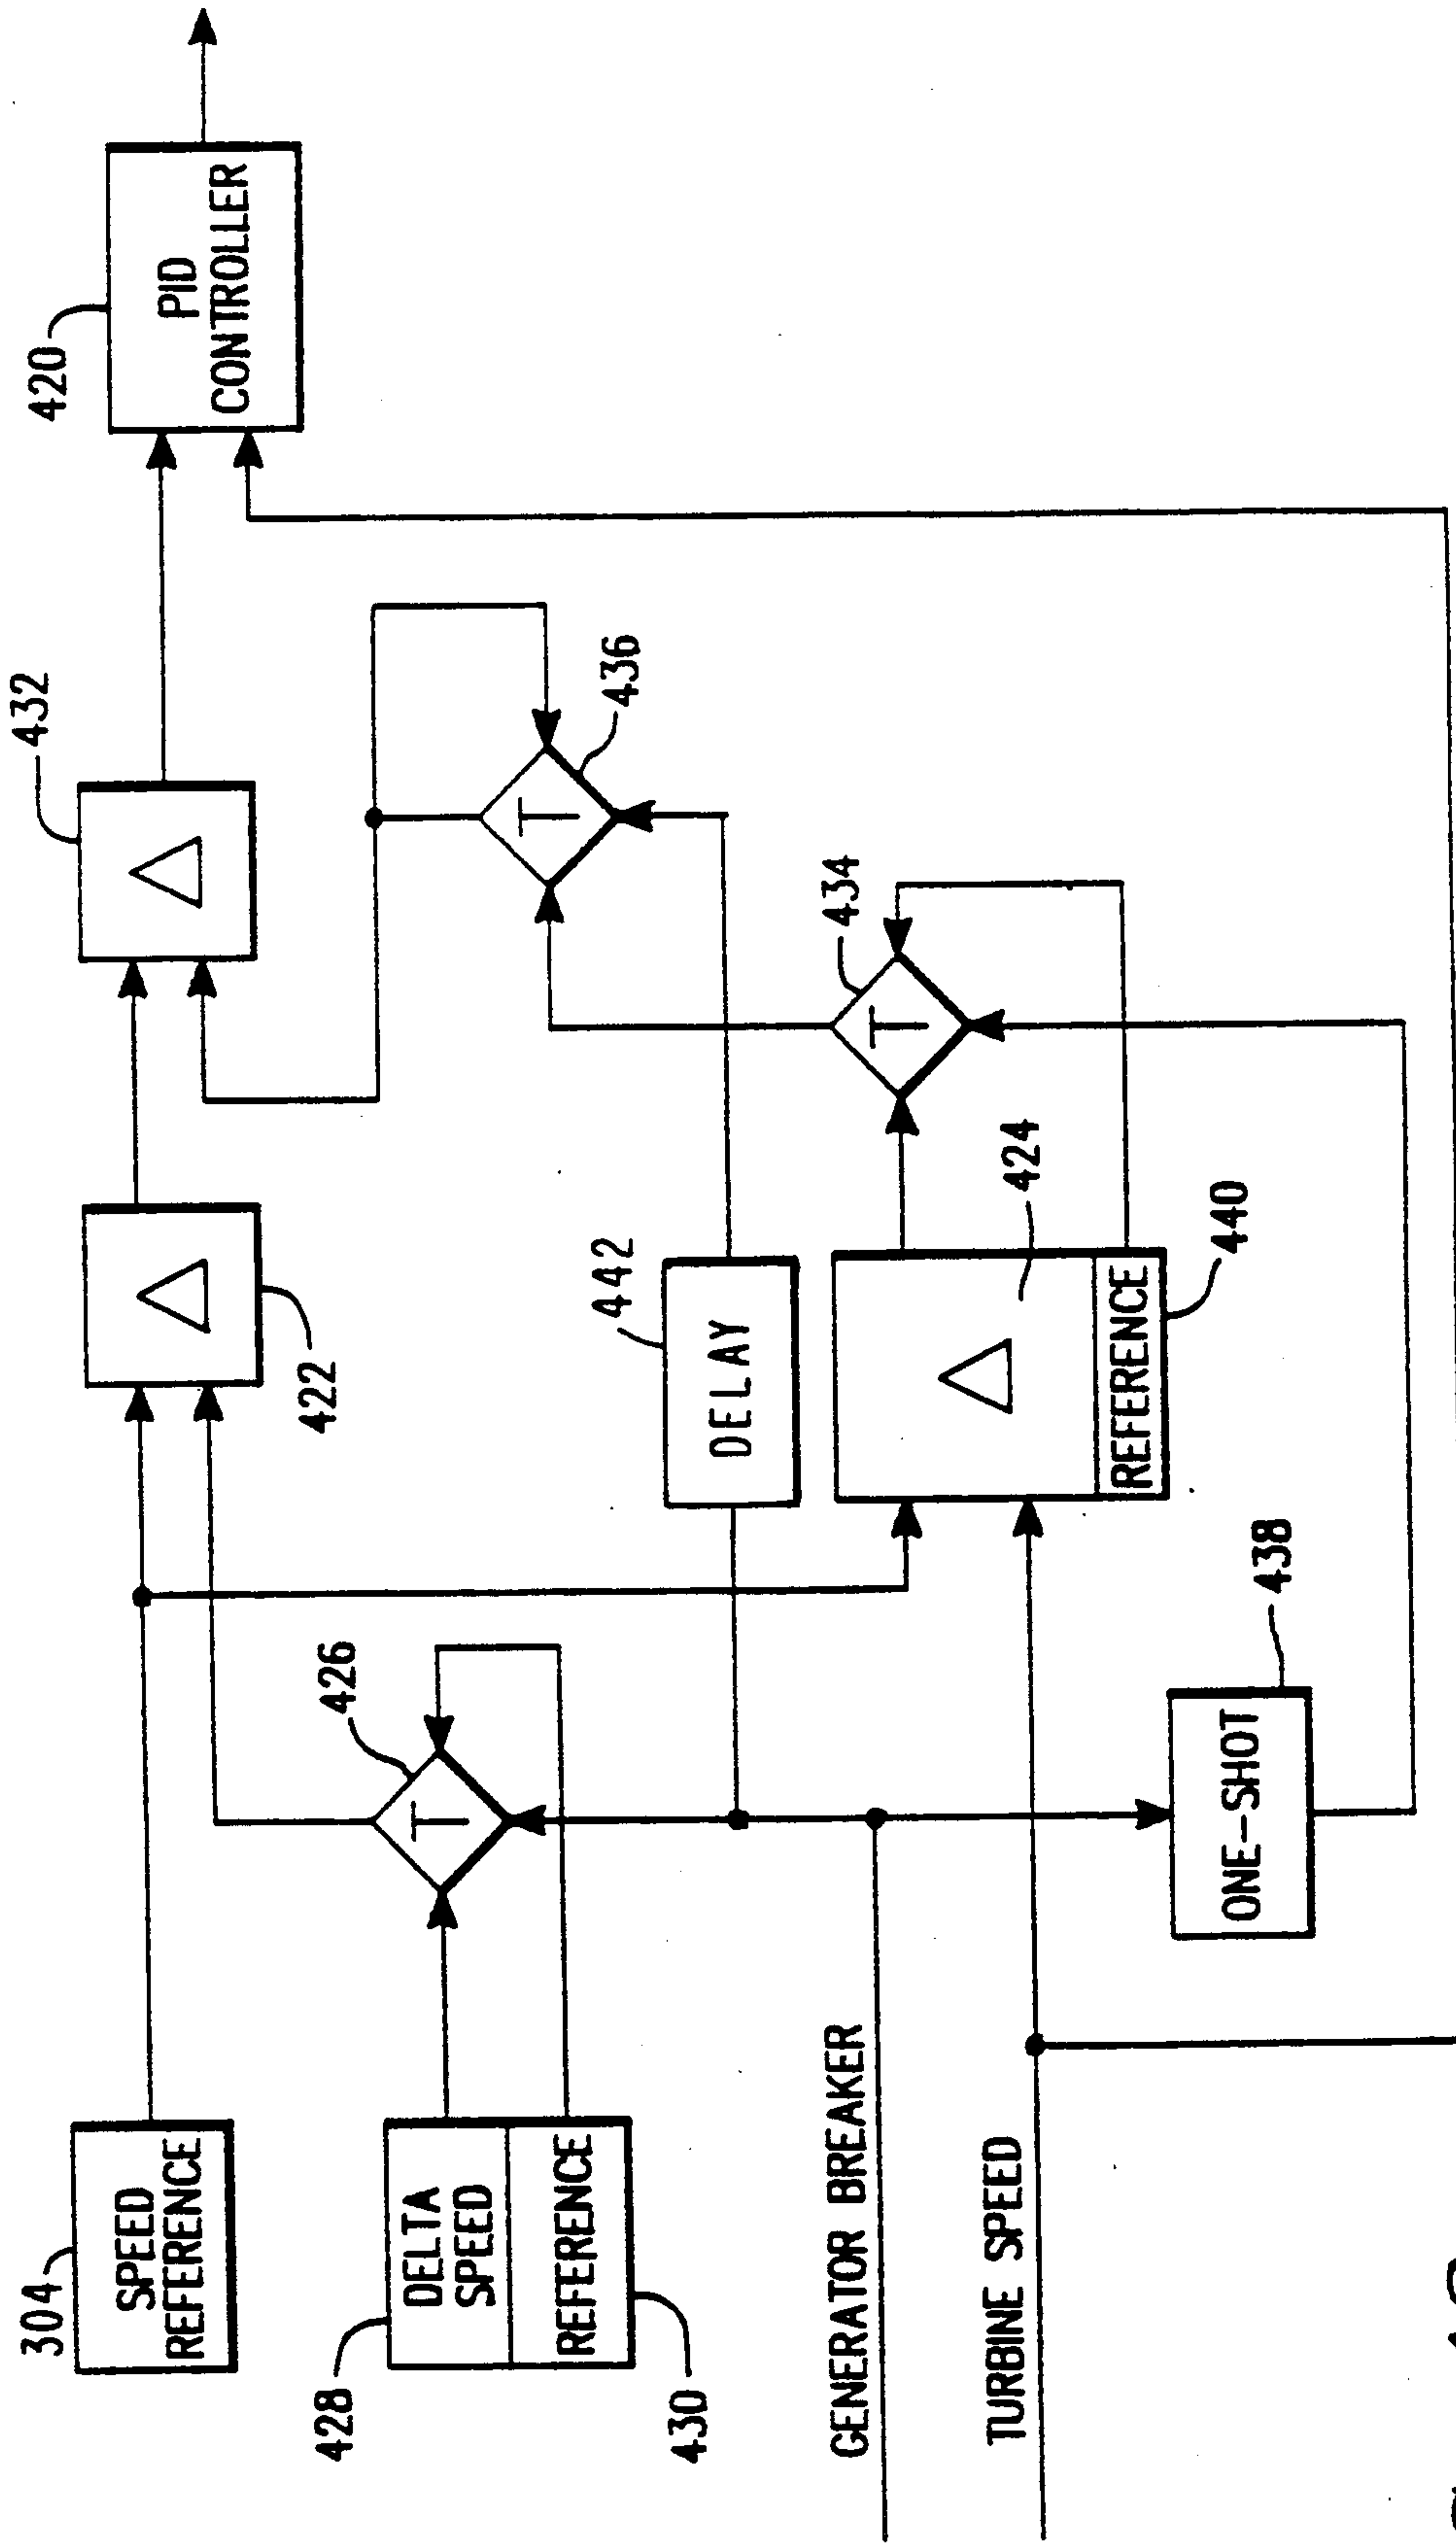 304
SPEED
REFERENCE
428
DELTA
SPEED
REFERENCE
430
426
T
422
Δ
432
Δ
420
PID
CONTROLLER
436
T
442
DELAY
434
T
424
Δ
REFERENCE
440
GENERATOR BREAKER
TURBINE SPEED
ONE-SHOT
438